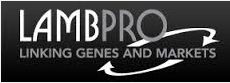 LAMBPRO
LINKING GENES AND MARKETS